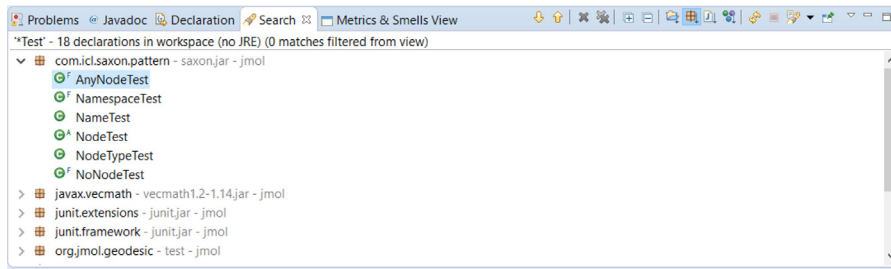 Problems @ Javadoc Declaration Search Metrics & Smells View
'*Test' - 18 declarations in workspace (no JRE) (0 matches filtered from view)
com.icl.saxon.pattern - saxon.jar - jmol
AnyNodeTest
NamespaceTest
NameTest
NodeTest
NodeTypeTest
NoNodeTest
javax.vecmath - vecmath1.2-1.14.jar - jmol
junit.extensions - junit.jar - jmol
junit.framework - junit.jar - jmol
org.jmol.geodesic - test - jmol